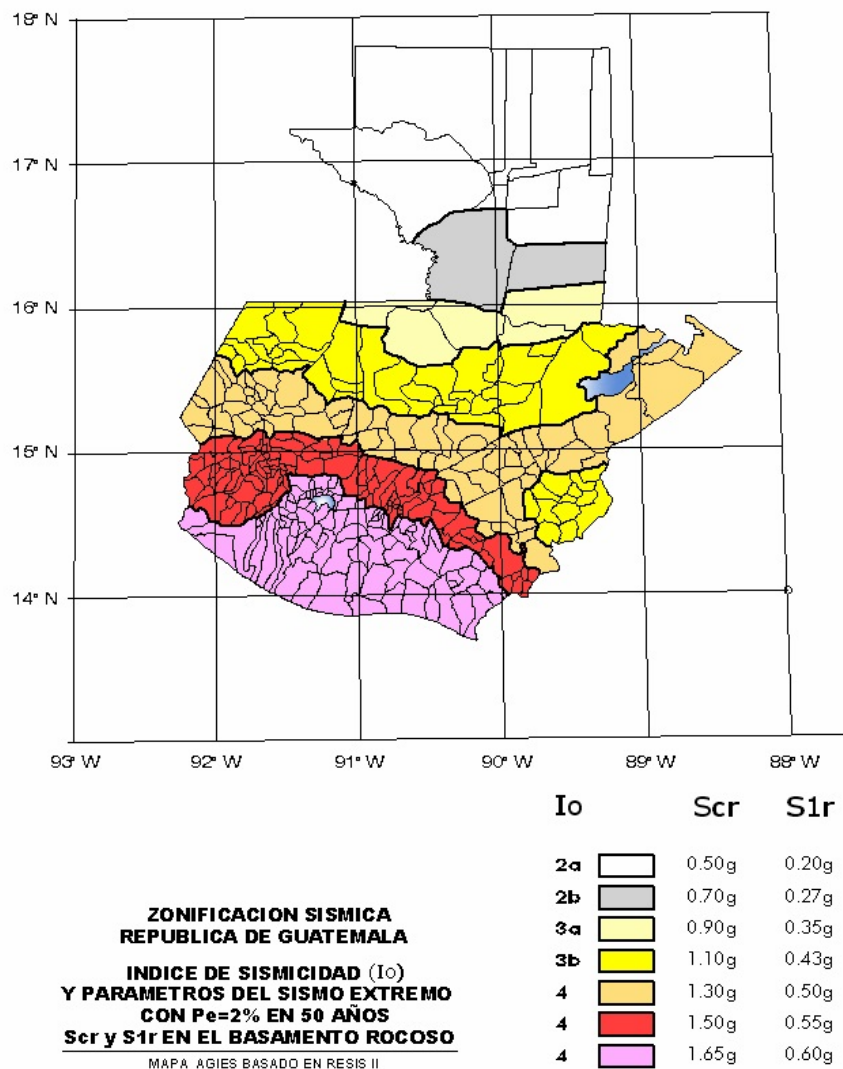 18° N
17° N
16° N
15° N
14° N
93° W 92° W 91° W 90° W 89° W 88° W
Io Scr S1r
2a 0.50g 0.20g
2b 0.70g 0.27g
3a 0.90g 0.35g
3b 1.10g 0.43g
4 1.30g 0.50g
4 1.50g 0.55g
4 1.65g 0.60g
ZONIFICACION SISMICA
REPUBLICA DE GUATEMALA
INDICE DE SISMICIDAD (Io)
Y PARAMETROS DEL SISMO EXTREMO
CON Pe=2% EN 50 AÑOS
Scr y S1r EN EL BASAMENTO ROCOSO
MAPA AGIES BASADO EN RESIS II